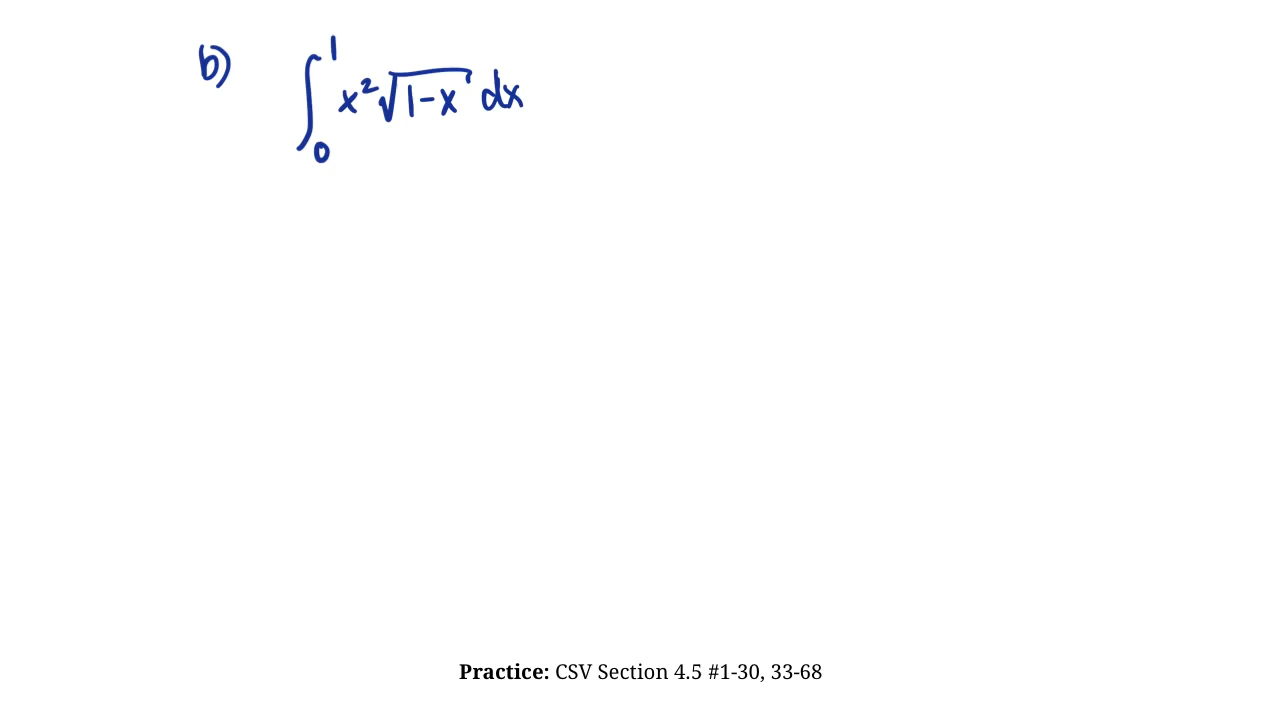 b) ∫₀¹ x²√(1-x) dx
Practice: CSV Section 4.5 #1-30, 33-68